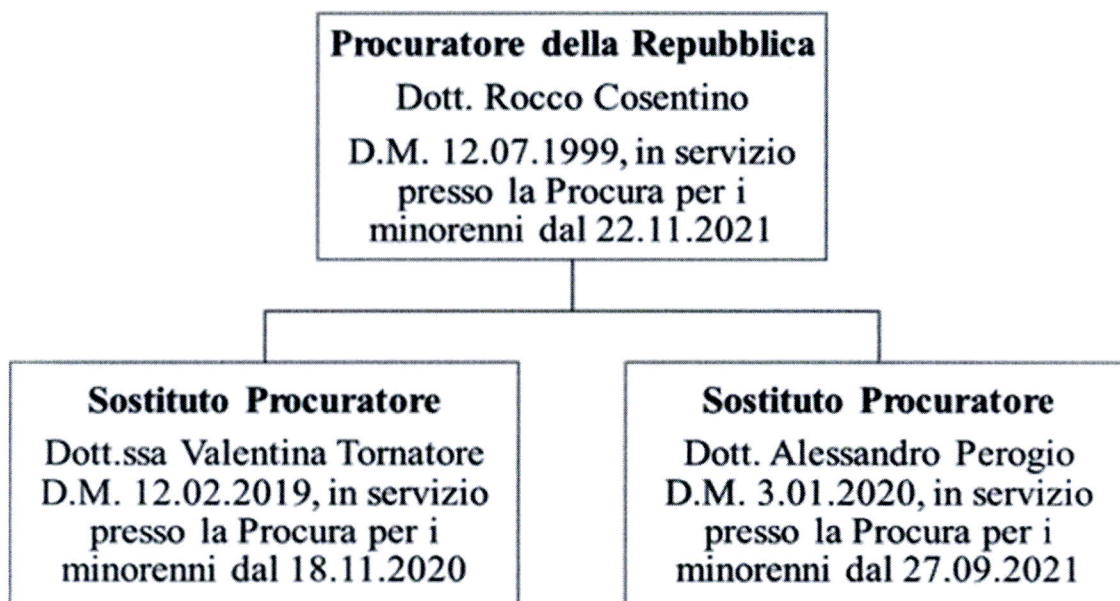 Procuratore della Repubblica
Dott. Rocco Cosentino
D.M. 12.07.1999, in servizio
presso la Procura per i
minorenni dal 22.11.2021
Sostituto Procuratore
Dott.ssa Valentina Tornatore
D.M. 12.02.2019, in servizio
presso la Procura per i
minorenni dal 18.11.2020
Sostituto Procuratore
Dott. Alessandro Perogio
D.M. 3.01.2020, in servizio
presso la Procura per i
minorenni dal 27.09.2021